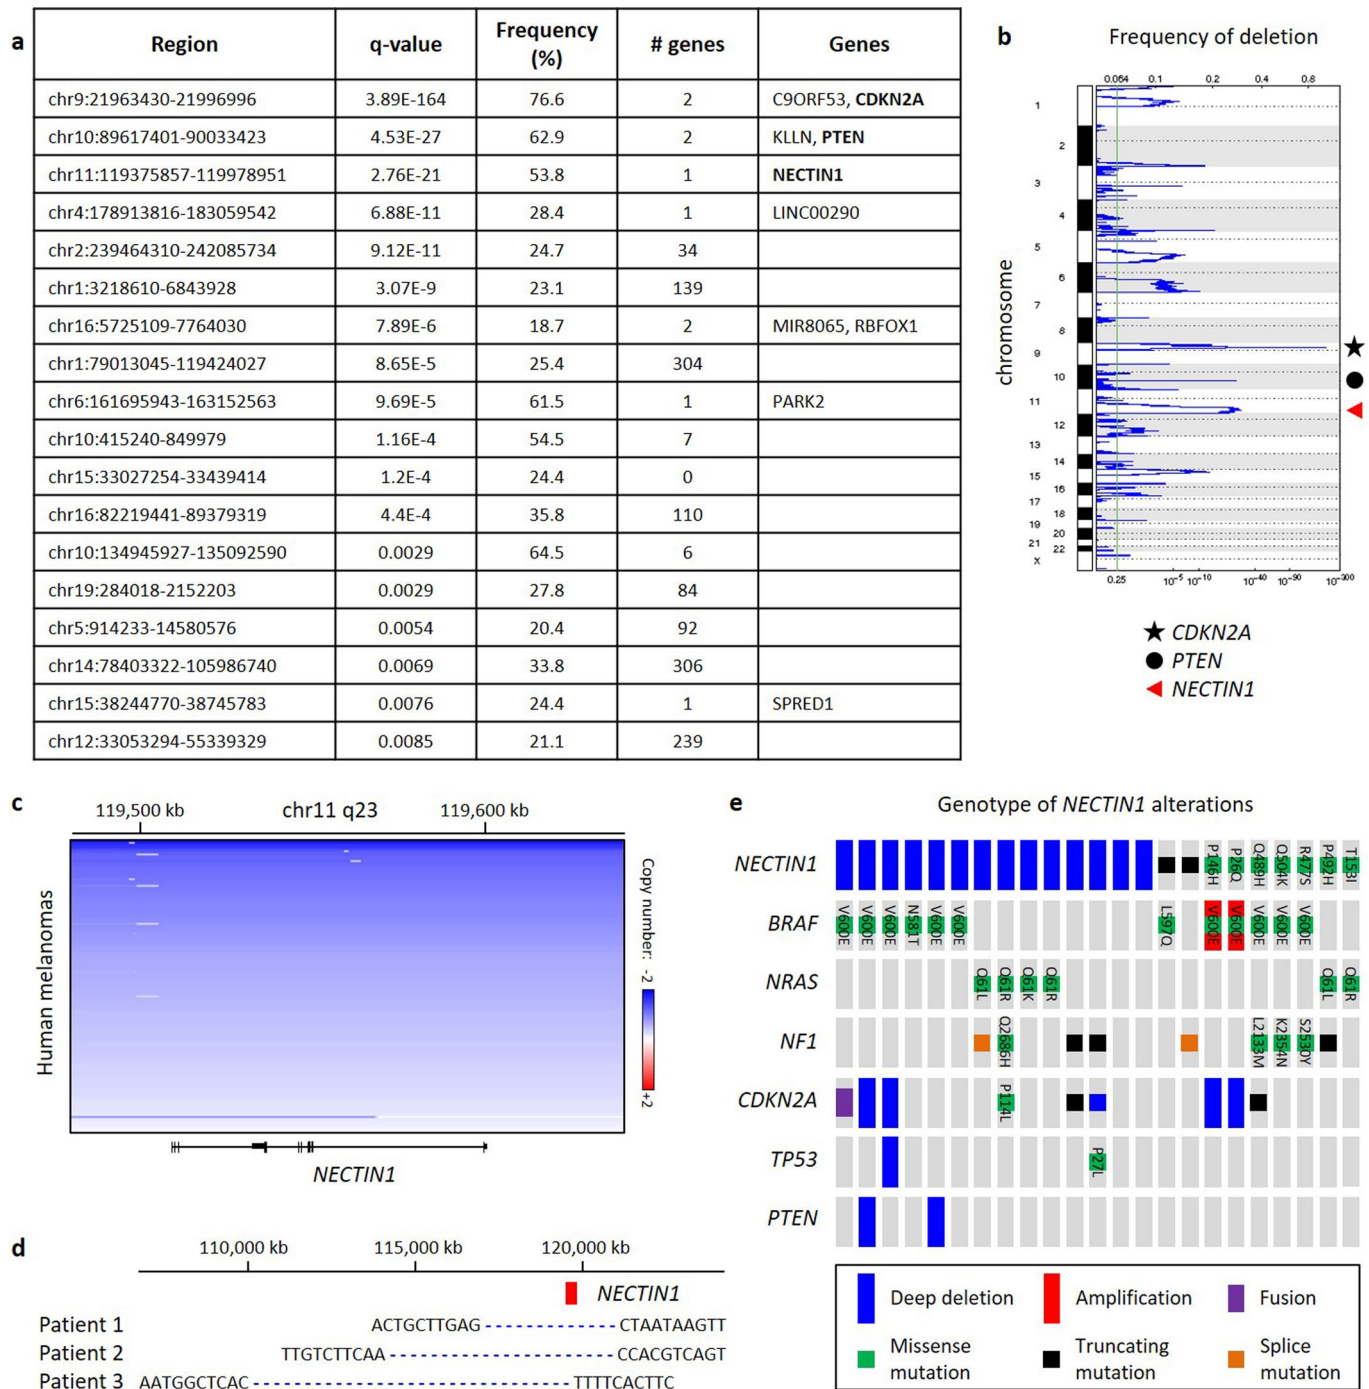 a
Region q-value Frequency (%) # genes Genes
chr9:21963430-21996996 3.89E-164 76.6 2 C9ORF53, CDKN2A
chr10:89617401-90033423 4.53E-27 62.9 2 KLLN, PTEN
chr11:119375857-119978951 2.76E-21 53.8 1 NECTIN1
chr4:178913816-183059542 6.88E-11 28.4 1 LINC00290
chr2:239464310-242085734 9.12E-11 24.7 34
chr1:3218610-6843928 3.07E-9 23.1 139
chr16:5725109-7764030 7.89E-6 18.7 2 MIR8065, RBFOX1
chr1:79013045-119424027 8.65E-5 25.4 304
chr6:161695943-163152563 9.69E-5 61.5 1 PARK2
chr10:415240-849979 1.16E-4 54.5 7
chr15:33027254-33439414 1.2E-4 24.4 0
chr16:82219441-89379319 4.4E-4 35.8 110
chr10:134945927-135092590 0.0029 64.5 6
chr19:284018-2152203 0.0029 27.8 84
chr5:914233-14580576 0.0054 20.4 92
chr14:78403322-105986740 0.0069 33.8 306
chr15:38244770-38745783 0.0076 24.4 1 SPRED1
chr12:33053294-55339329 0.0085 21.1 239
b
Frequency of deletion
0.064 0.1 0.2 0.4 0.8
chromosome
1
2
3
4
5
6
7
8
9
10
11
12
13
14
15
16
17
18
19
20
21
22
X
0.25 10-5 10-10 10-40 10-90 10-300
CDKN2A
PTEN
NECTIN1
c
119,500 kb chr11 q23 119,600 kb
Human melanomas
Copy number: -2
+2
NECTIN1
d
110,000 kb 115,000 kb 120,000 kb
NECTIN1
Patient 1 ACTGCTTGAG CTAATAAGTT
Patient 2 TTGTCTTCAA CCACGTCAGT
Patient 3 AATGGCTCAC TTTTCACTTC
e
Genotype of NECTIN1 alterations
NECTIN1 P146H P26Q Q489H Q504K R477S P492H T153I
BRAF V600E V600E V600E N581T V600E V600E L597Q V600E V600E V600E V600E V600E
NRAS Q61L Q61R Q61K Q61R Q61L Q61R
NF1 Q2686H L2133M K2354N S2530Y
CDKN2A P114L
TP53 P27L
PTEN
Deep deletion Amplification Fusion
Missense mutation Truncating mutation Splice mutation